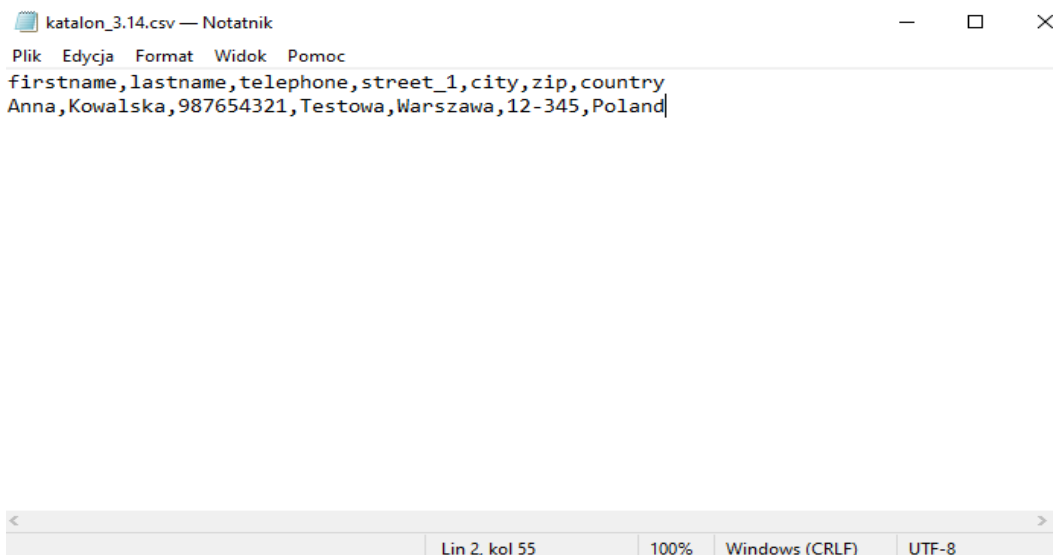 katalon_3.14.csv — Notatnik
Plik Edycja Format Widok Pomoc
firstname,lastname,telephone,street_1,city,zip,country
Anna,Kowalska,987654321,Testowa,Warszawa,12-345,Poland
Lin 2, kol 55 100% Windows (CRLF) UTF-8